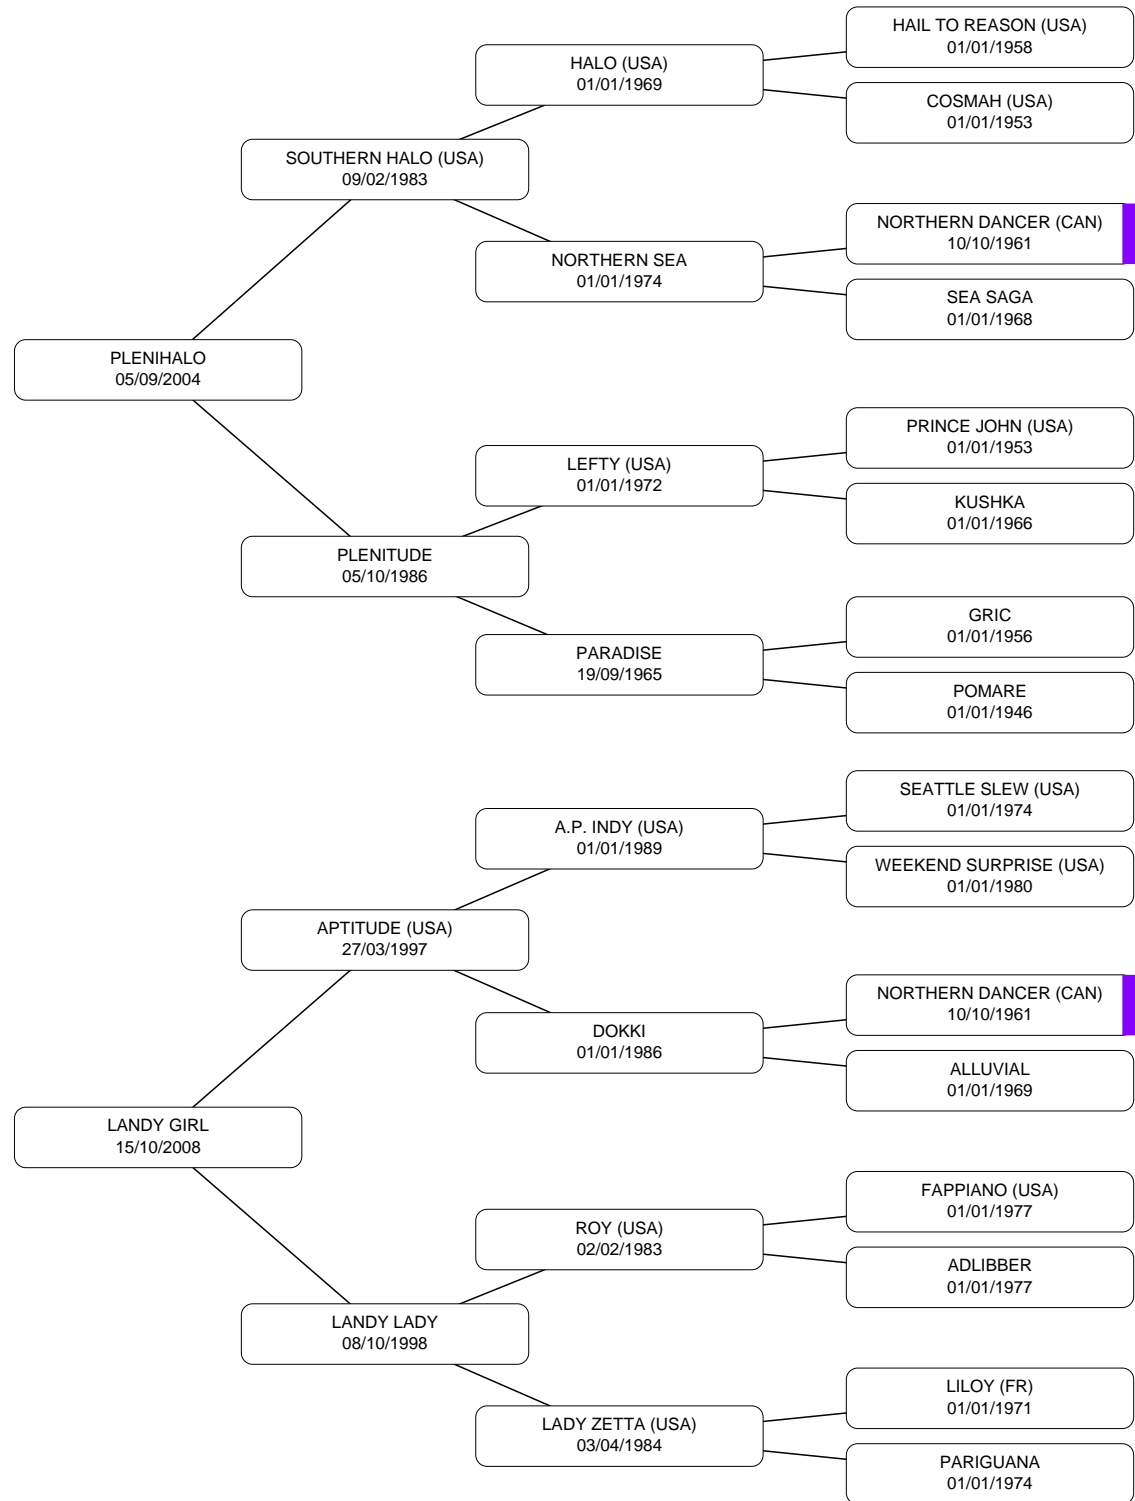 HAIL TO REASON (USA)
01/01/1958
HALO (USA)
01/01/1969
COSMAH (USA)
01/01/1953
SOUTHERN HALO (USA)
09/02/1983
NORTHERN DANCER (CAN)
10/10/1961
NORTHERN SEA
01/01/1974
SEA SAGA
01/01/1968
PLENIHALO
05/09/2004
PRINCE JOHN (USA)
01/01/1953
LEFTY (USA)
01/01/1972
KUSHKA
01/01/1966
PLENITUDE
05/10/1986
GRIC
01/01/1956
PARADISE
19/09/1965
POMARE
01/01/1946
SEATTLE SLEW (USA)
01/01/1974
A.P. INDY (USA)
01/01/1989
WEEKEND SURPRISE (USA)
01/01/1980
APTITUDE (USA)
27/03/1997
NORTHERN DANCER (CAN)
10/10/1961
DOKKI
01/01/1986
ALLUVIAL
01/01/1969
LANDY GIRL
15/10/2008
FAPPIANO (USA)
01/01/1977
ROY (USA)
02/02/1983
ADLIBBER
01/01/1977
LANDY LADY
08/10/1998
LILOY (FR)
01/01/1971
LADY ZETTA (USA)
03/04/1984
PARIGUANA
01/01/1974